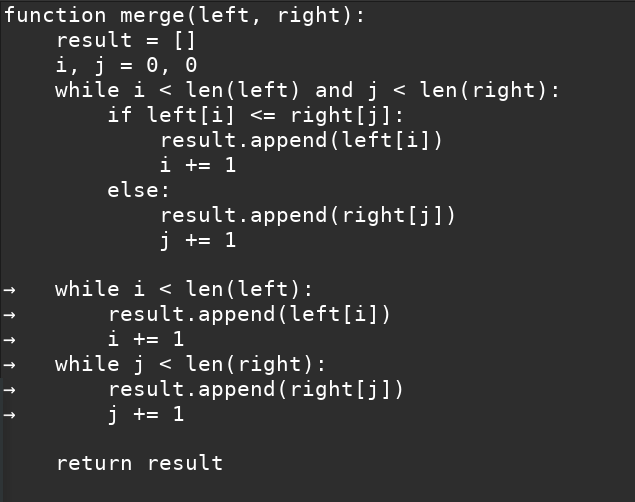 function merge(left, right):
    result = []
    i, j = 0, 0
    while i < len(left) and j < len(right):
        if left[i] <= right[j]:
            result.append(left[i])
            i += 1
        else:
            result.append(right[j])
            j += 1

→   while i < len(left):
→       result.append(left[i])
→       i += 1
→   while j < len(right):
→       result.append(right[j])
→       j += 1

    return result